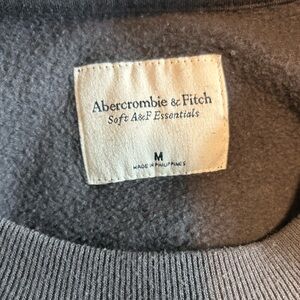 Abercrombie & Fitch
Soft A&F Essentials
M
MADE IN PHILIPPINES